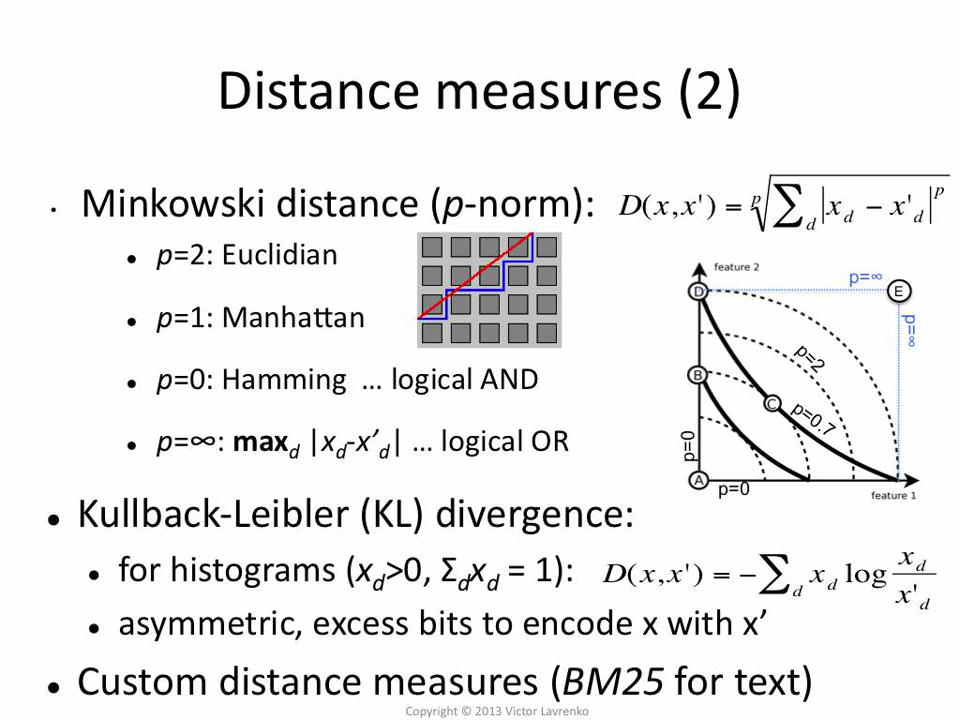 Distance measures (2)
• Minkowski distance (p-norm): D(x,x') = ᵖ√∑_d |x_d − x'_d|^p
• p=2: Euclidian
• p=1: Manhattan
• p=0: Hamming … logical AND
• p=∞: max_d |x_d-x’_d| … logical OR
feature 2
p=∞
D
E
p=∞
p=2
B
C
p=0.7
p=0
A
p=0
feature 1
• Kullback-Leibler (KL) divergence:
• for histograms (x_d>0, Σ_d x_d = 1): D(x,x') = −∑_d x_d log x_d / x'_d
• asymmetric, excess bits to encode x with x’
• Custom distance measures (BM25 for text)
Copyright © 2013 Victor Lavrenko